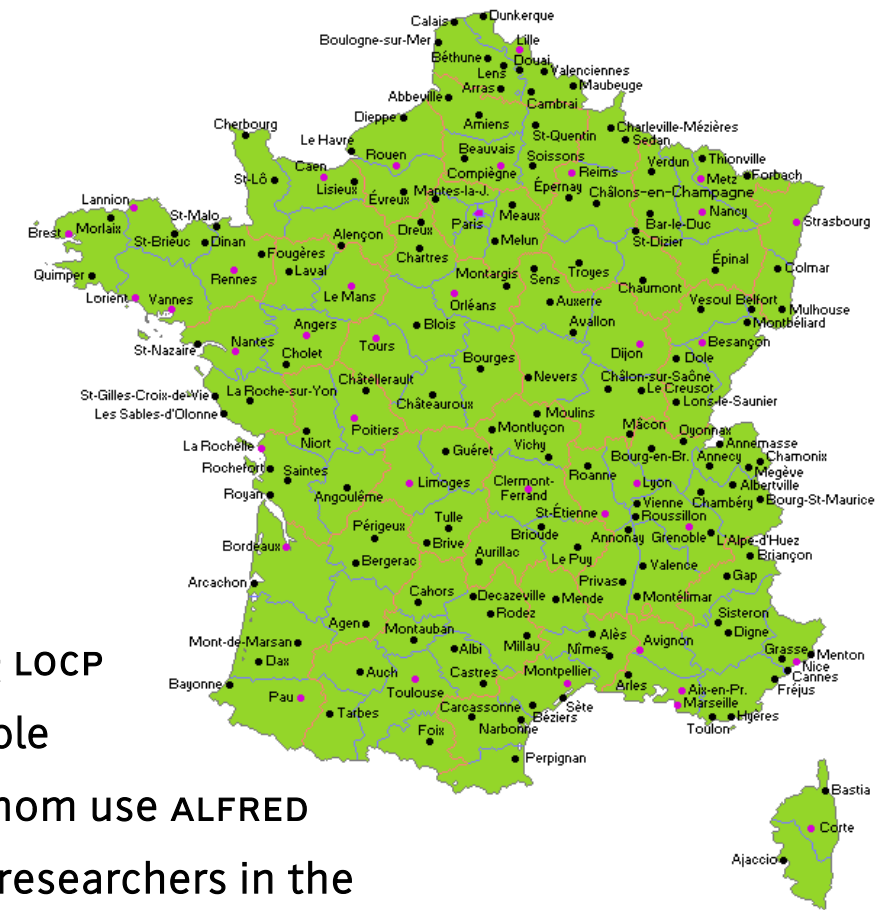 Dunkerque
Calais
Boulogne-sur-Mer
Lille
Béthune
Douai
Lens
Valenciennes
Maubeuge
Arras
Abbeville
Cambrai
Dieppe
Amiens
St-Quentin
Charleville-Mézières
Cherbourg
Sedan
Le Havre
Rouen
Beauvais
Soissons
Verdun
Thionville
Caen
Compiègne
Reims
Metz
Forbach
St-Lô
Lisieux
Mantes-la-J.
Épernay
Châlons-en-Champagne
Lannion
Évreux
Nancy
St-Malo
Paris
Meaux
Bar-le-Duc
Strasbourg
Brest
Morlaix
St-Brieuc
Dinan
Alençon
Dreux
Melun
St-Dizier
Fougères
Chartres
Épinal
Quimper
Rennes
Laval
Montargis
Sens
Troyes
Colmar
Lorient
Vannes
Le Mans
Orléans
Auxerre
Chaumont
Vesoul
Belfort
Mulhouse
Angers
Blois
Avallon
Montbéliard
St-Nazaire
Nantes
Cholet
Tours
Bourges
Dijon
Besançon
Dole
Châtellerault
Nevers
Châlon-sur-Saône
Le Creusot
St-Gilles-Croix-de-Vie
La Roche-sur-Yon
Châteauroux
Lons-le-Saunier
Les Sables-d'Olonne
Moulins
Poitiers
Montluçon
Mâcon
Oyonnax
La Rochelle
Niort
Guéret
Vichy
Bourg-en-Br.
Annemasse
Annecy
Chamonix
Rochefort
Saintes
Roanne
Megève
Royan
Angoulême
Limoges
Clermont-
Ferrand
Lyon
Albertville
Vienne
Chambéry
Bourg-St-Maurice
St-Étienne
Roussillon
Périgueux
Tulle
Brioude
Annonay
Grenoble
L'Alpe-d'Huez
Bordeaux
Brive
Aurillac
Le Puy
Briançon
Bergerac
Valence
Arcachon
Privas
Gap
Cahors
Decazeville
Mende
Montélimar
Rodez
Sisteron
Agen
Montauban
Digne
Mont-de-Marsan
Albi
Millau
Alès
Avignon
Nîmes
Grasse
Menton
Dax
Nice
Auch
Castres
Montpellier
Cannes
Bayonne
Toulouse
Arles
Aix-en-Pr.
Fréjus
Pau
Carcassonne
Sète
Marseille
Tarbes
Béziers
Hyères
Foix
Narbonne
Toulon
Perpignan
Bastia
Corte
Ajaccio
LOCP
ole
nom use ALFRED
researchers in the